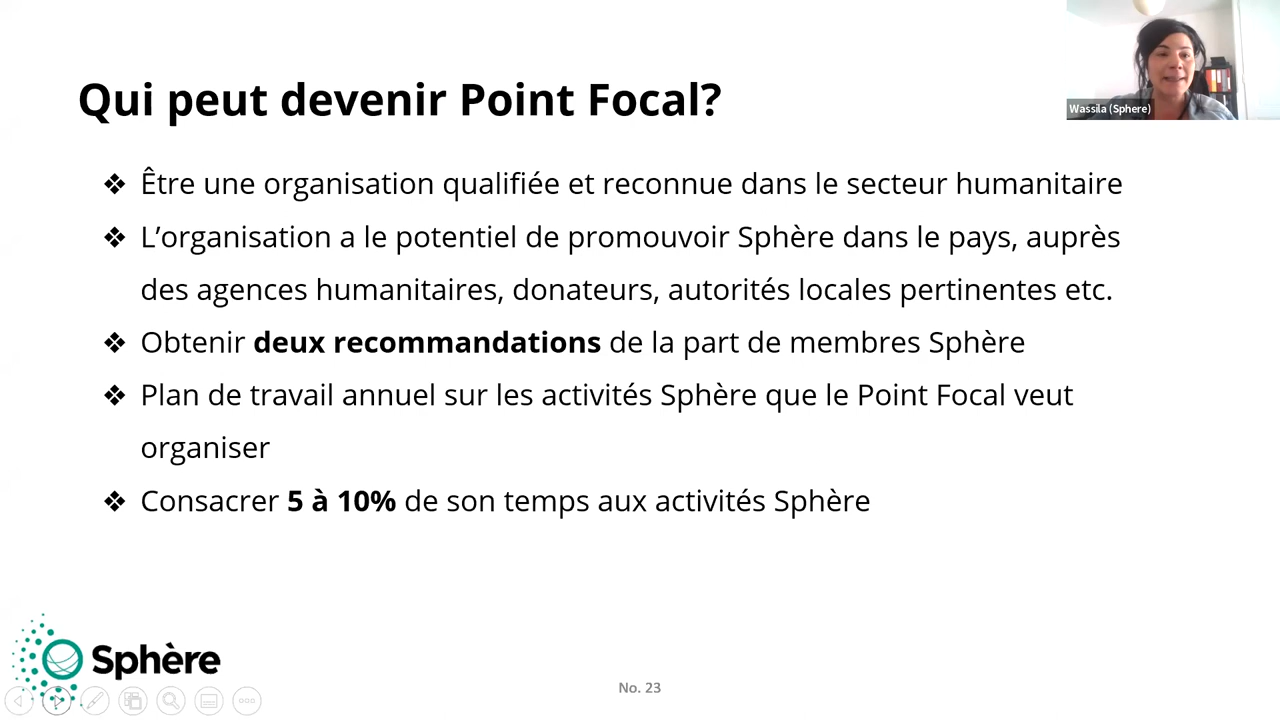 Qui peut devenir Point Focal?
Wassila (Sphere)
❖ Être une organisation qualifiée et reconnue dans le secteur humanitaire
❖ L’organisation a le potentiel de promouvoir Sphère dans le pays, auprès
des agences humanitaires, donateurs, autorités locales pertinentes etc.
❖ Obtenir deux recommandations de la part de membres Sphère
❖ Plan de travail annuel sur les activités Sphère que le Point Focal veut
organiser
❖ Consacrer 5 à 10% de son temps aux activités Sphère
Sphère
No. 23